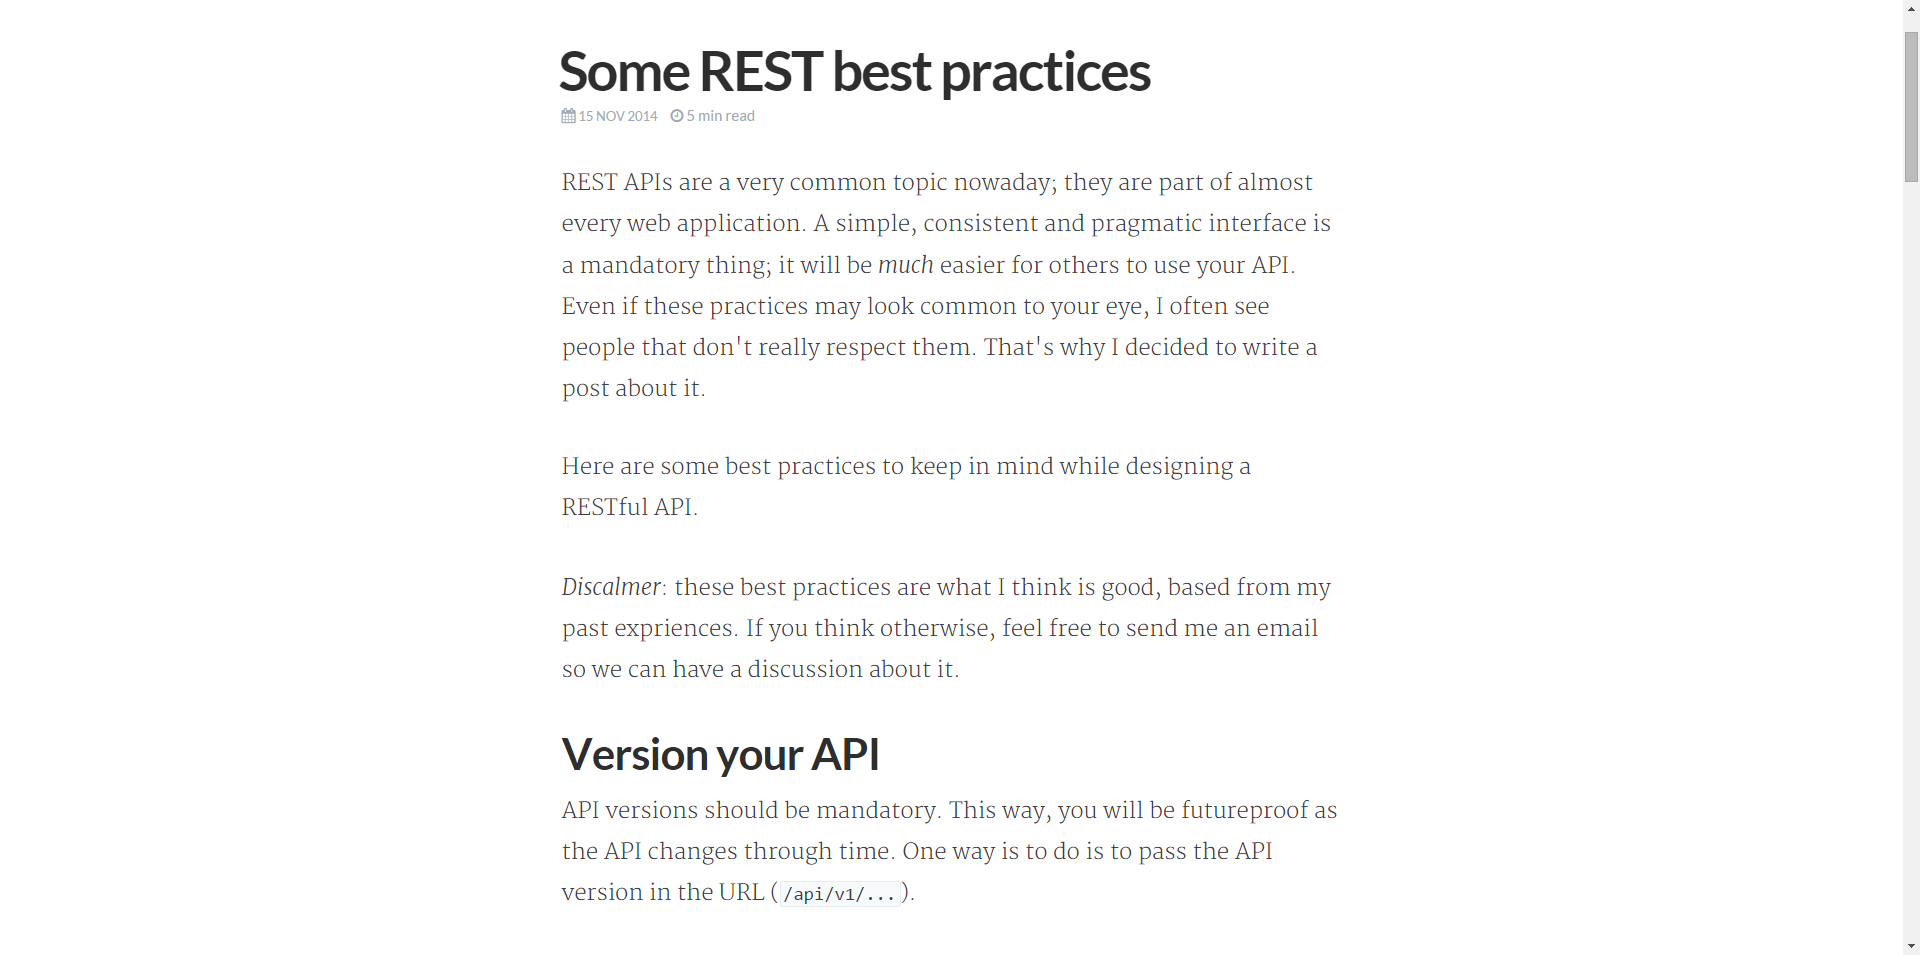 Some REST best practices
15 NOV 2014 5 min read
REST APIs are a very common topic nowaday; they are part of almost
every web application. A simple, consistent and pragmatic interface is
a mandatory thing; it will be much easier for others to use your API.
Even if these practices may look common to your eye, I often see
people that don't really respect them. That's why I decided to write a
post about it.
Here are some best practices to keep in mind while designing a
RESTful API.
Discalmer: these best practices are what I think is good, based from my
past expriences. If you think otherwise, feel free to send me an email
so we can have a discussion about it.
Version your API
API versions should be mandatory. This way, you will be futureproof as
the API changes through time. One way is to do is to pass the API
version in the URL (/api/v1/...).